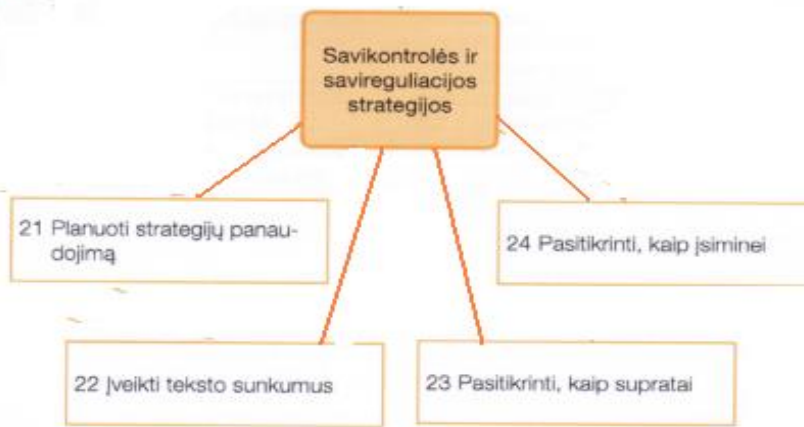 Savikontrolės ir
savireguliacijos
strategijos
21 Planuoti strategijų panau-
dojimą
24 Pasitikrinti, kaip įsiminei
22 Įveikti teksto sunkumus
23 Pasitikrinti, kaip supratai